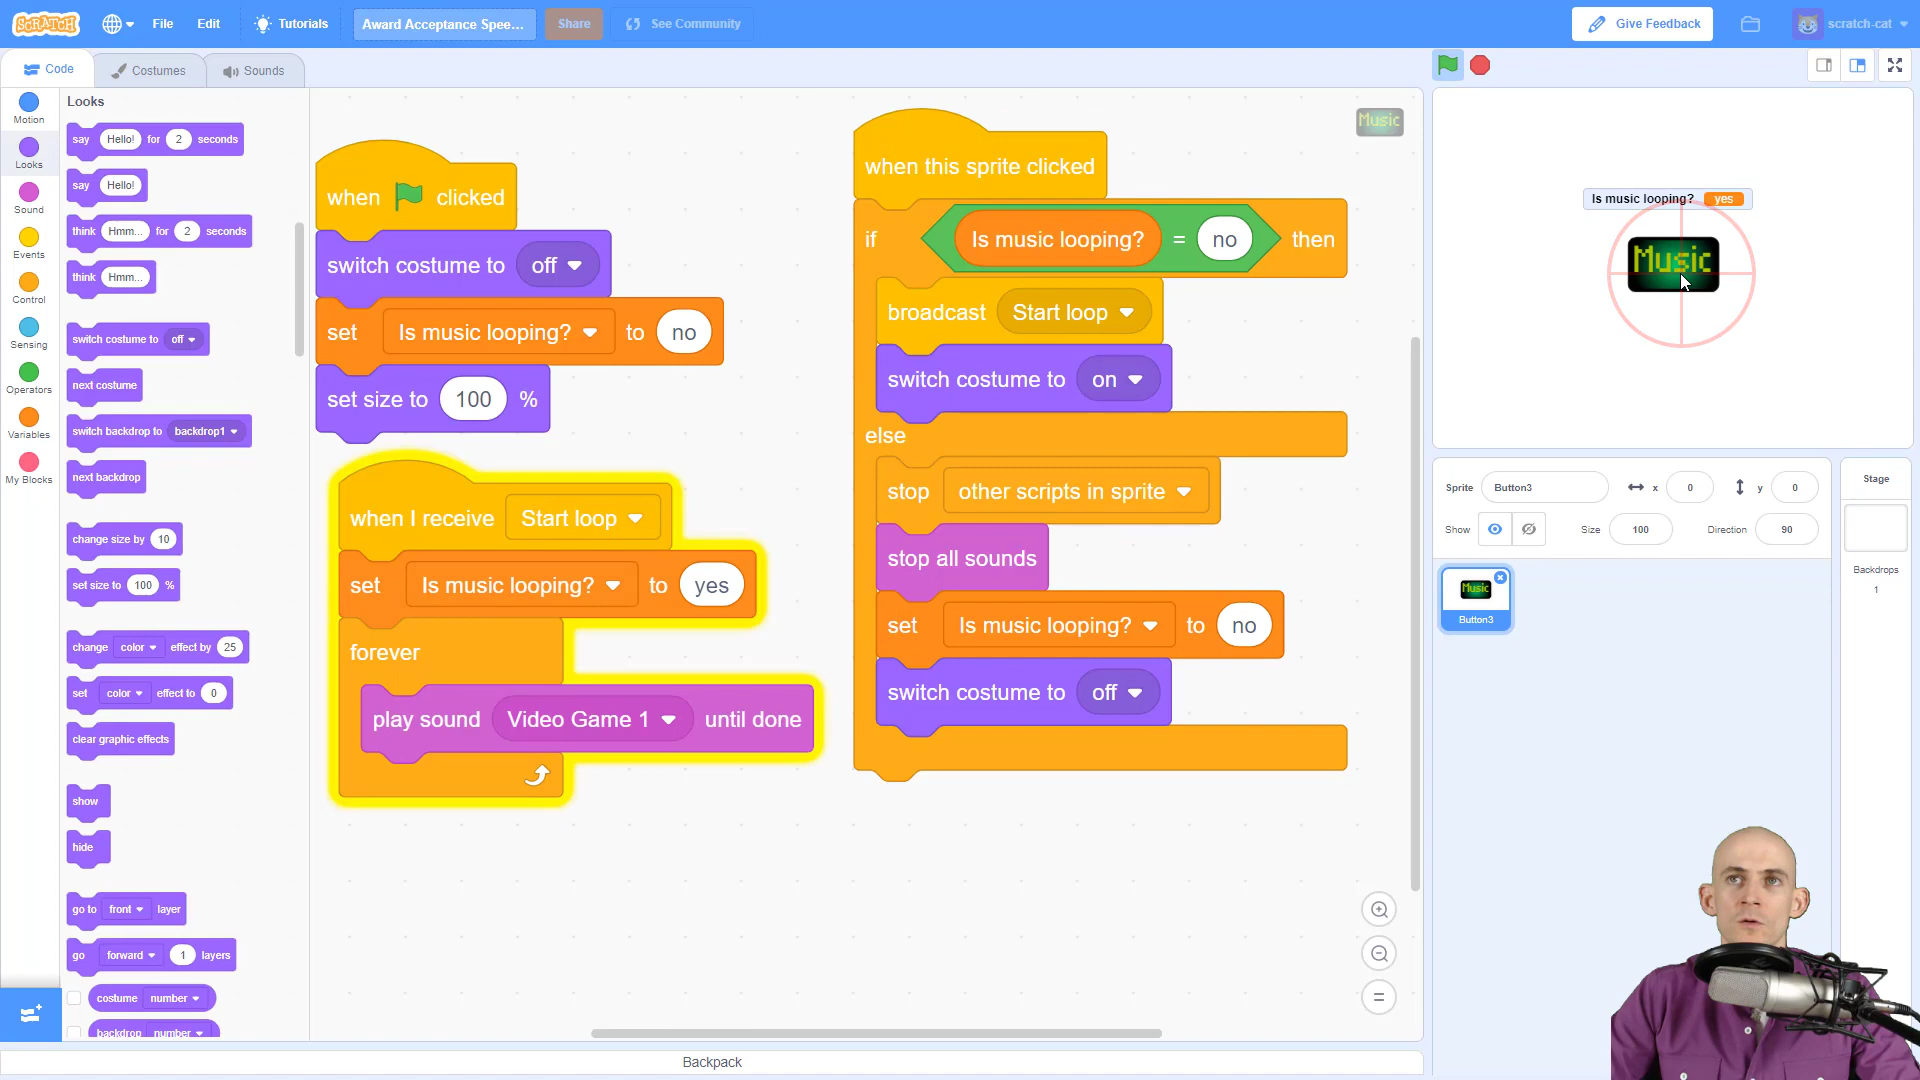 SCRATCH File Edit Tutorials Award Acceptance Spee... Share See Community Give Feedback scratch-cat
Code Costumes Sounds
Motion
Looks
Sound
Events
Control
Sensing
Operators
Variables
My Blocks
Looks
say Hello! for 2 seconds
say Hello!
think Hmm... for 2 seconds
think Hmm...
switch costume to off
next costume
switch backdrop to backdrop1
next backdrop
change size by 10
set size to 100 %
change color effect by 25
set color effect to 0
clear graphic effects
show
hide
go to front layer
go forward 1 layers
costume number
backdrop number
when clicked
switch costume to off
set Is music looping? to no
set size to 100 %
when I receive Start loop
set Is music looping? to yes
forever
play sound Video Game 1 until done
when this sprite clicked
if Is music looping? = no then
broadcast Start loop
switch costume to on
else
stop other scripts in sprite
stop all sounds
set Is music looping? to no
switch costume to off
Music
Is music looping? yes
Music
Sprite Button3 x 0 y 0
Show Size 100 Direction 90
Music
Button3
Stage
Backdrops
1
Backpack